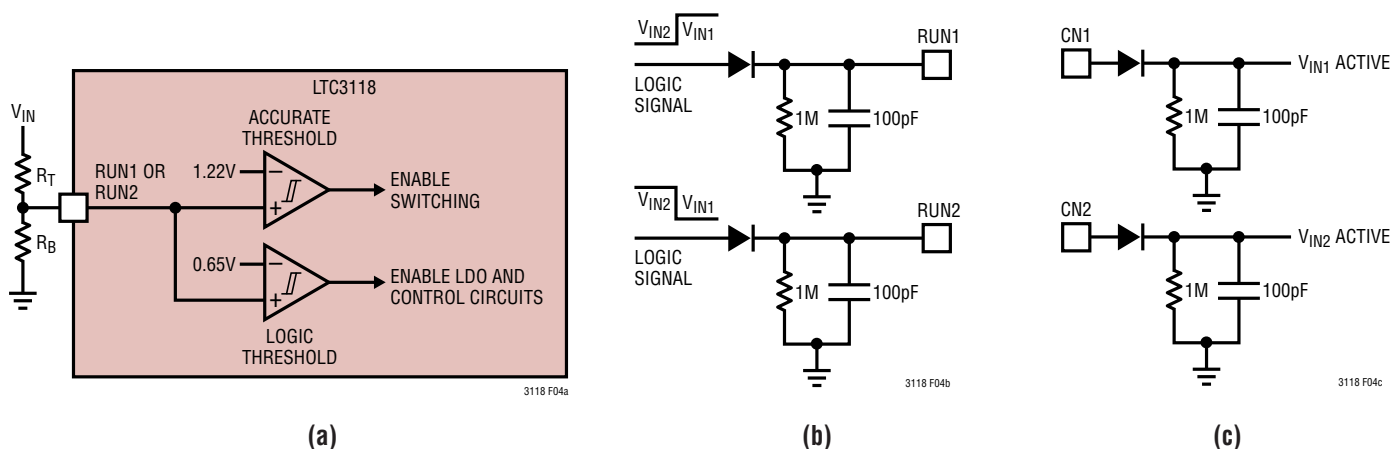 LTC3118
V_IN
R_T
R_B
RUN1 OR
RUN2
ACCURATE
THRESHOLD
1.22V
−
+
ENABLE
SWITCHING
0.65V
−
+
ENABLE LDO AND
CONTROL CIRCUITS
LOGIC
THRESHOLD
3118 F04a
(a)
V_IN2 V_IN1
LOGIC
SIGNAL
RUN1
1M
100pF
V_IN2 V_IN1
LOGIC
SIGNAL
RUN2
1M
100pF
3118 F04b
(b)
CN1
V_IN1 ACTIVE
1M
100pF
CN2
V_IN2 ACTIVE
1M
100pF
3118 F04c
(c)